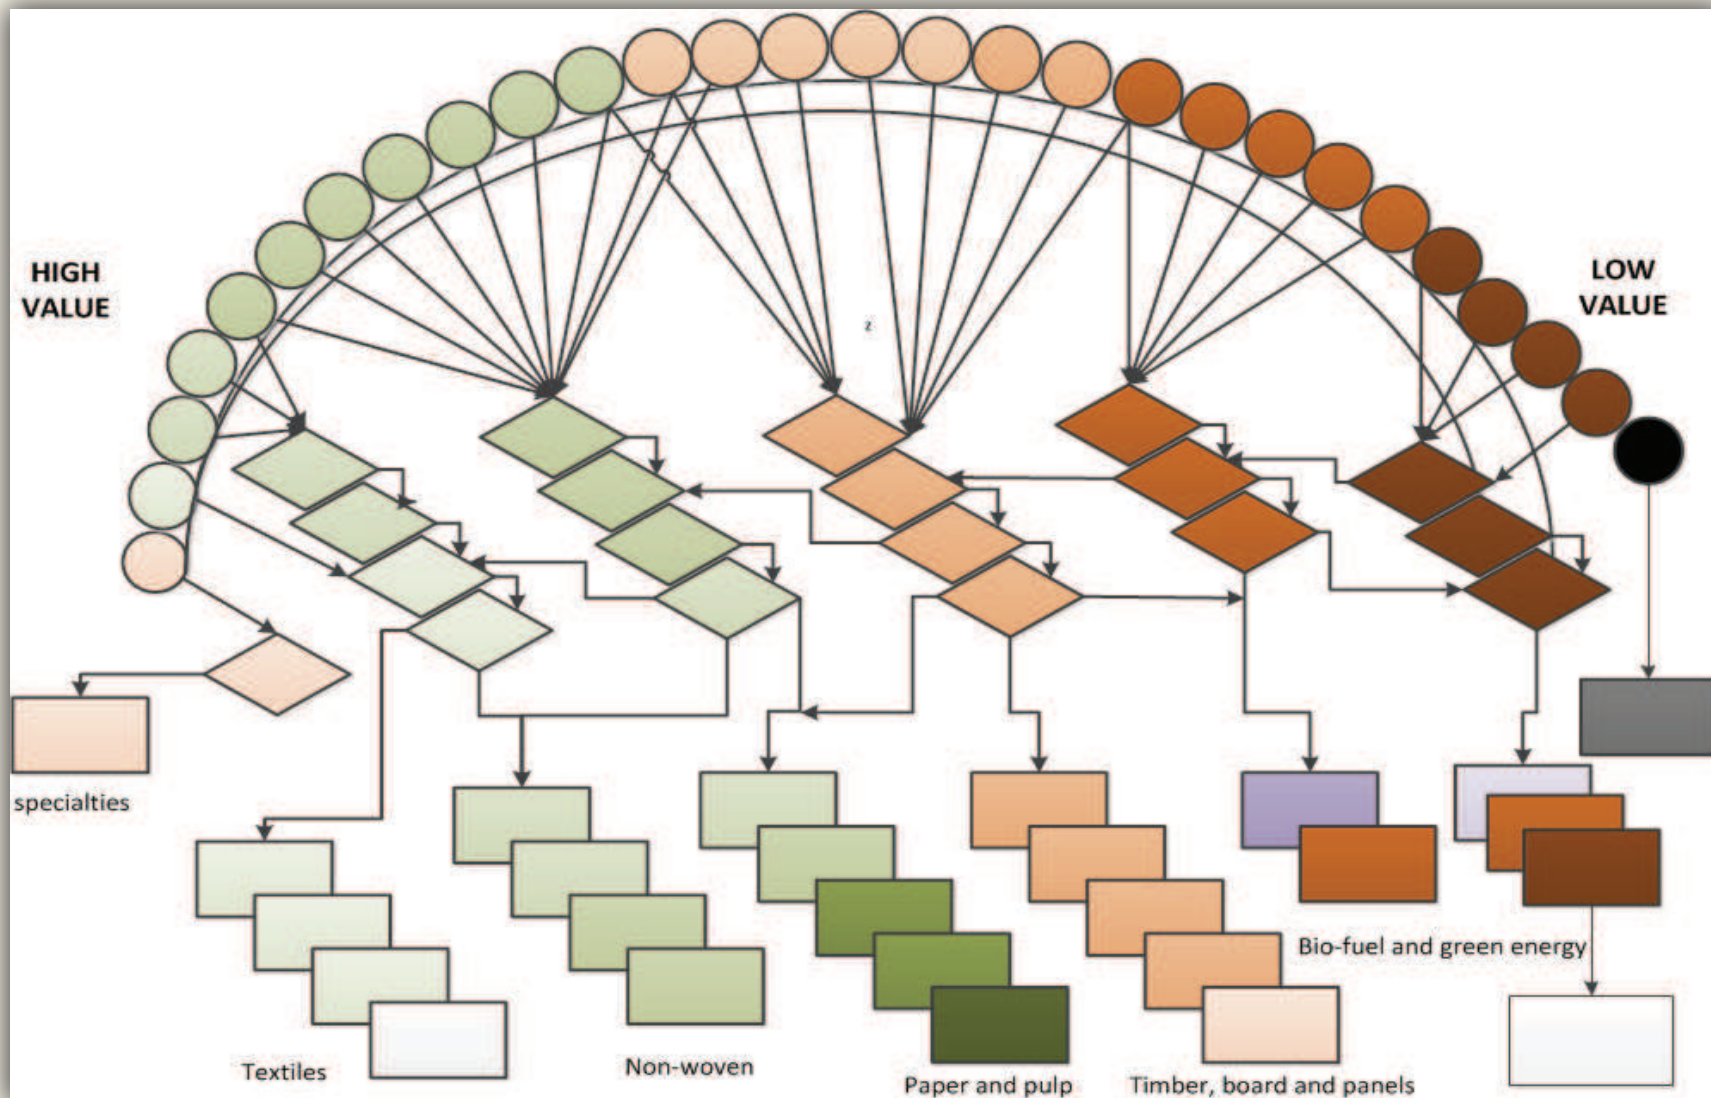 HIGH
VALUE
LOW
VALUE
z
specialties
Bio-fuel and green energy
Textiles
Non-woven
Paper and pulp
Timber, board and panels